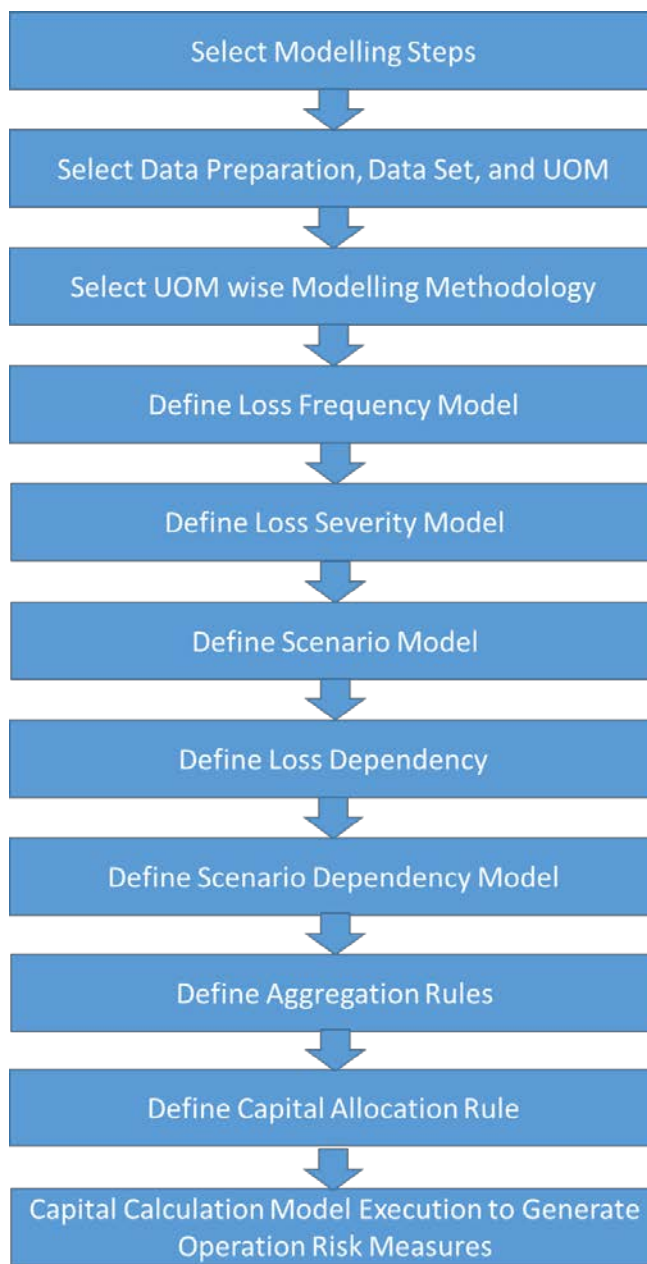 Select Modelling Steps
Select Data Preparation, Data Set, and UOM
Select UOM wise Modelling Methodology
Define Loss Frequency Model
Define Loss Severity Model
Define Scenario Model
Define Loss Dependency
Define Scenario Dependency Model
Define Aggregation Rules
Define Capital Allocation Rule
Capital Calculation Model Execution to Generate
Operation Risk Measures